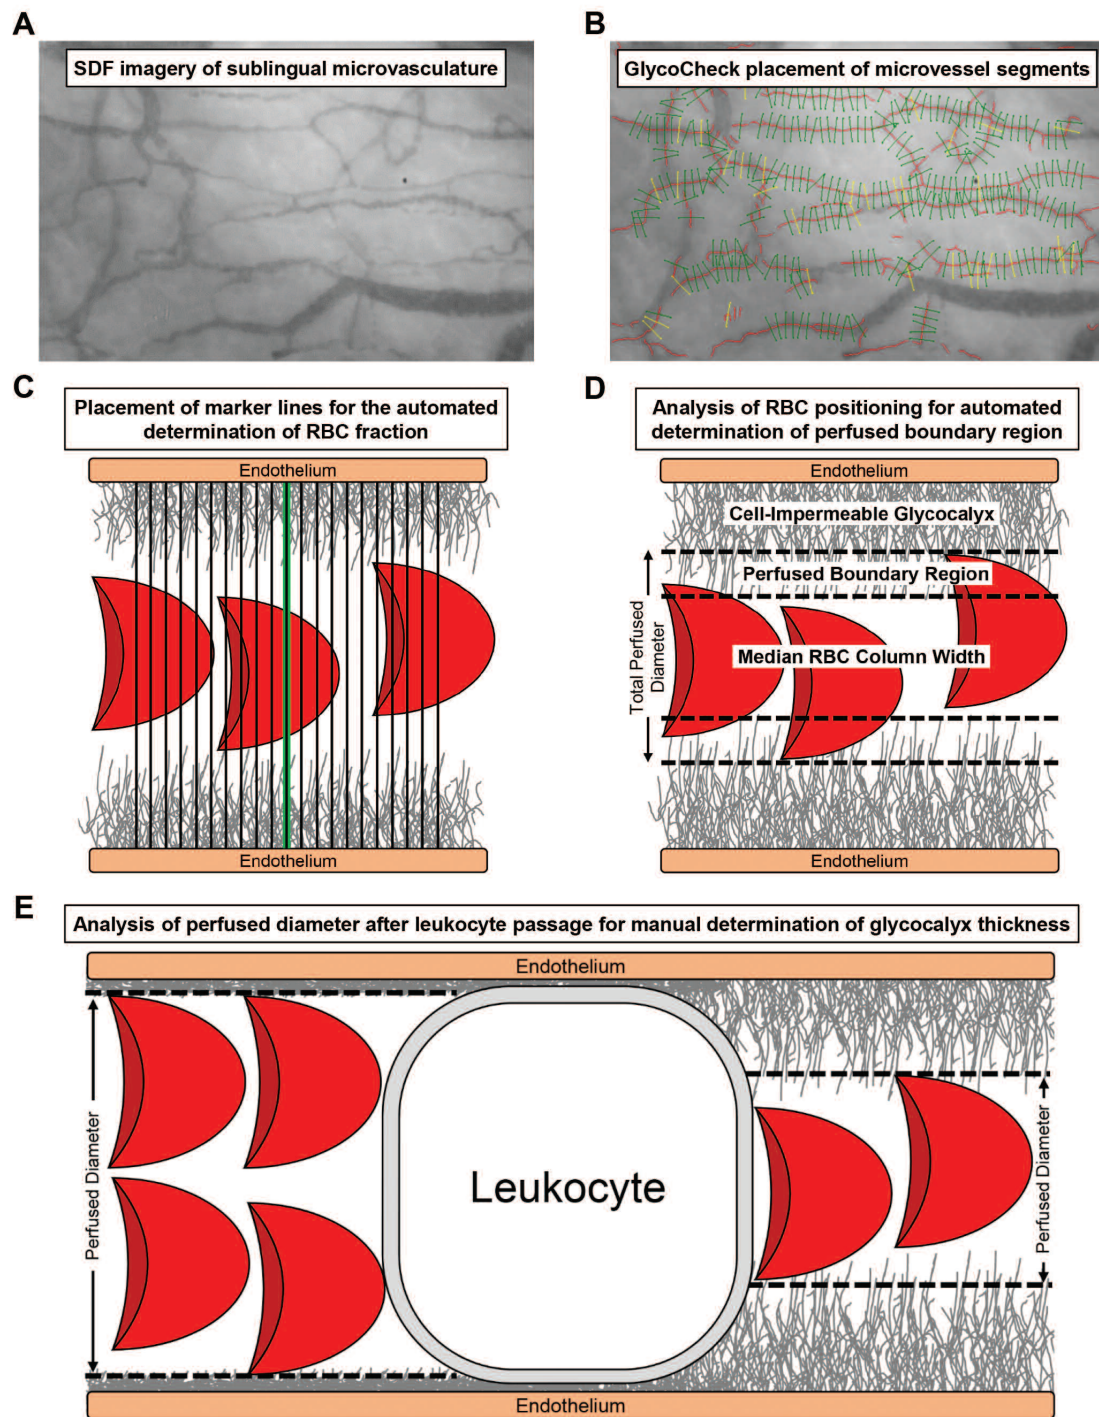 A
SDF imagery of sublingual microvasculature
B
GlycoCheck placement of microvessel segments
C
Placement of marker lines for the automated
determination of RBC fraction
Endothelium
Endothelium
D
Analysis of RBC positioning for automated
determination of perfused boundary region
Endothelium
Cell-Impermeable Glycocalyx
Perfused Boundary Region
Total Perfused
Diameter
Median RBC Column Width
Endothelium
E
Analysis of perfused diameter after leukocyte passage for manual determination of glycocalyx thickness
Endothelium
Perfused Diameter
Leukocyte
Perfused Diameter
Endothelium